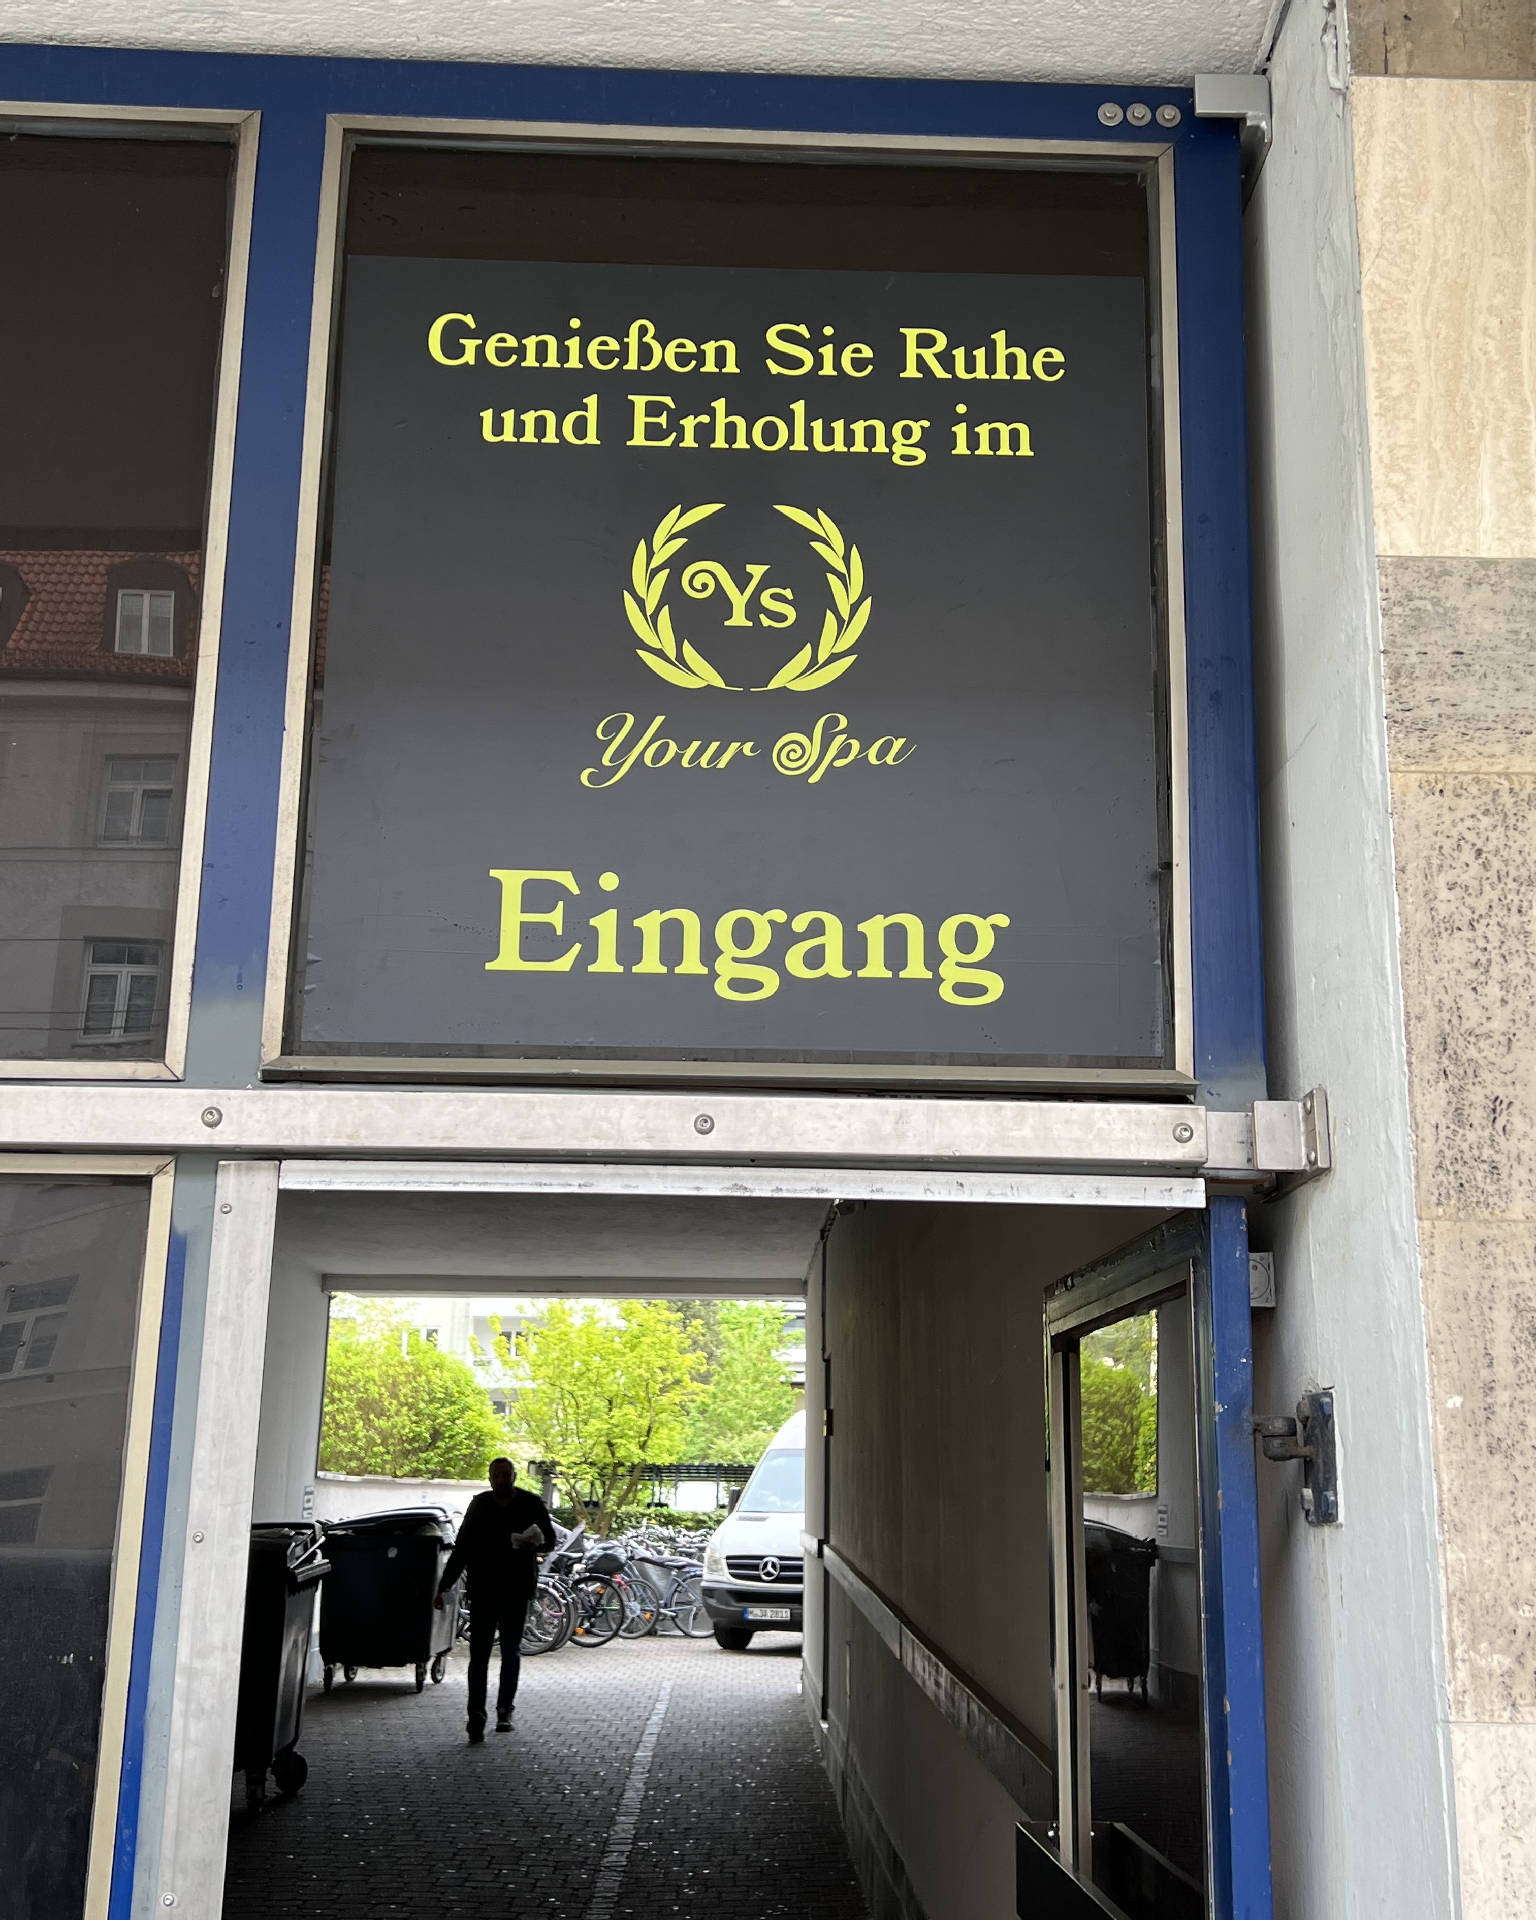 Genießen Sie Ruhe
und Erholung im
Ys
Your Spa
Eingang